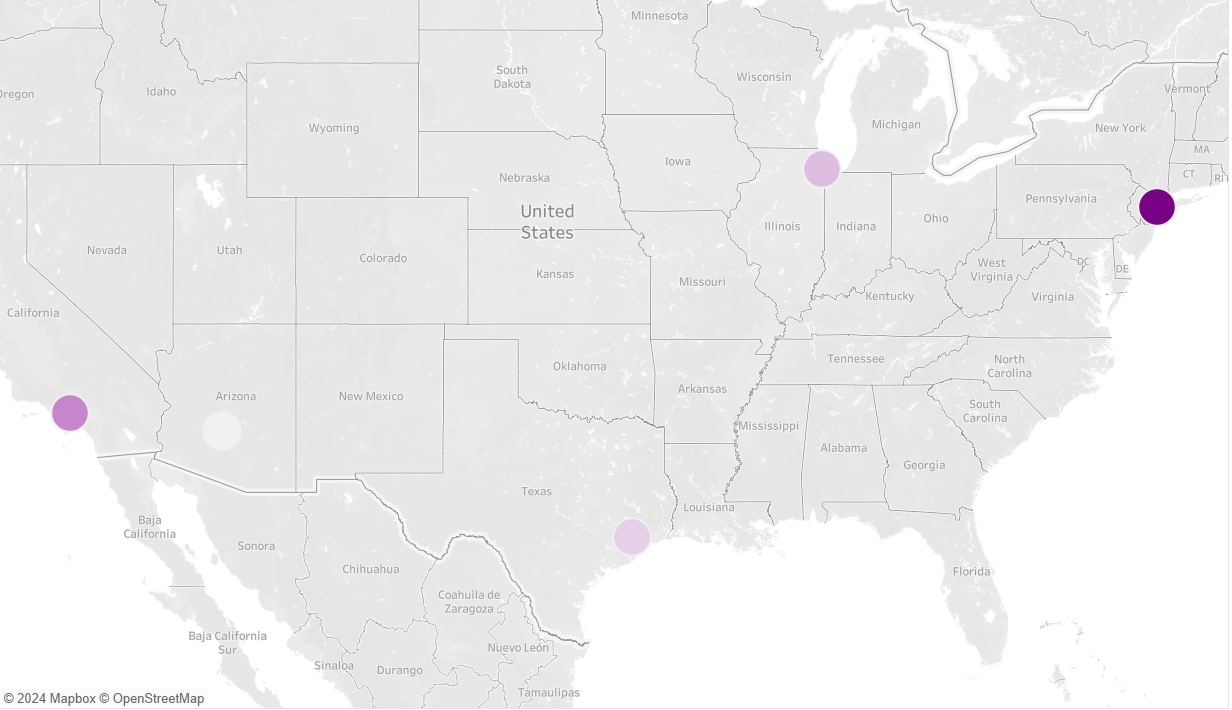 Minnesota
South
Dakota
Wisconsin
Vermont
Oregon
Idaho
Michigan
New York
Wyoming
MA
Iowa
CT
RI
Nebraska
Pennsylvania
United
States
Ohio
Nevada
Utah
Illinois
Indiana
Colorado
Kansas
West
Virginia
DC
DE
Missouri
Kentucky
Virginia
California
Tennessee
North
Carolina
Oklahoma
Arkansas
Arizona
New Mexico
South
Carolina
Mississippi
Alabama
Georgia
Texas
Louisiana
Baja
California
Sonora
Chihuahua
Florida
Coahuila de
Zaragoza
Baja California
Sur
Nuevo León
Sinaloa
Durango
Tamaulipas
© 2024 Mapbox © OpenStreetMap